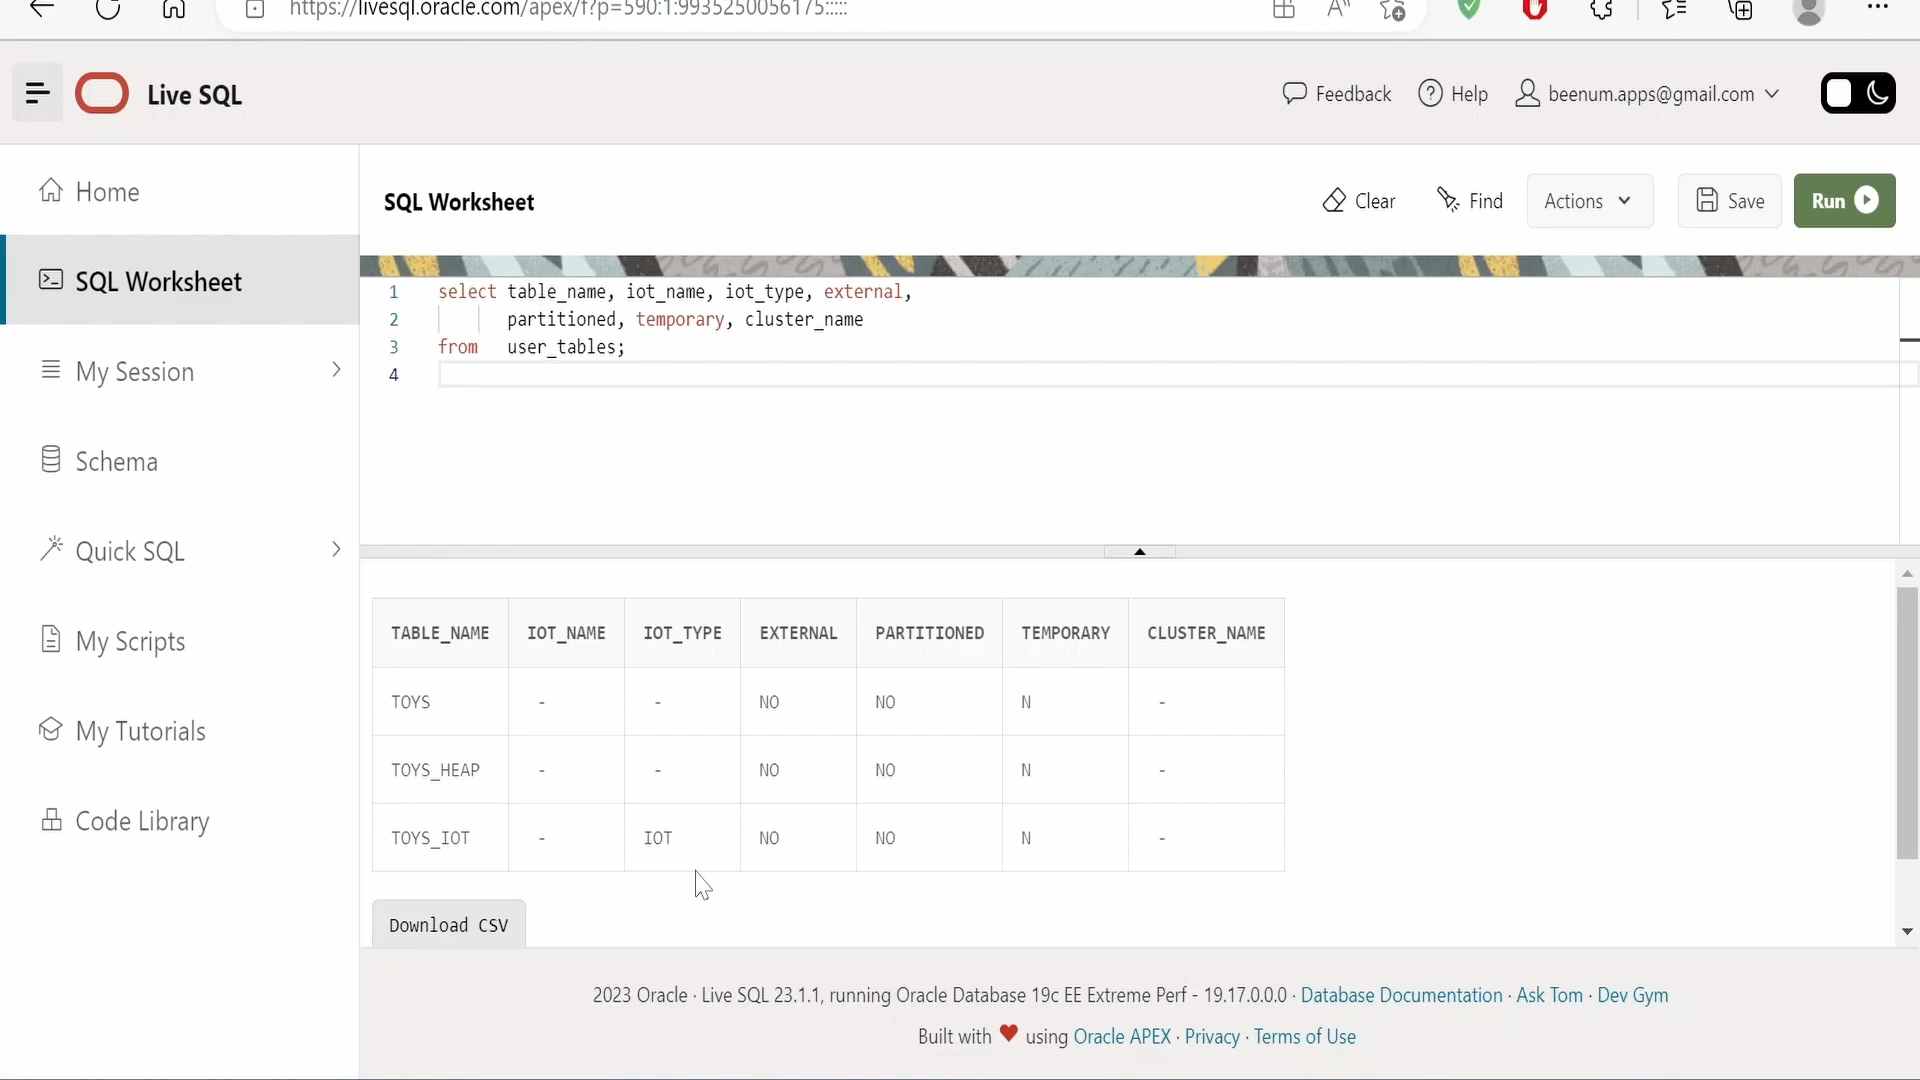 https://livesql.oracle.com/apex/f?p=590:1:9935250056175:::::
Live SQL
Feedback
Help
beenum.apps@gmail.com
Home
SQL Worksheet
My Session
Schema
Quick SQL
My Scripts
My Tutorials
Code Library
SQL Worksheet
Clear
Find
Actions
Save
Run
1 select table_name, iot_name, iot_type, external,
2 partitioned, temporary, cluster_name
3 from user_tables;
4
TABLE_NAME IOT_NAME IOT_TYPE EXTERNAL PARTITIONED TEMPORARY CLUSTER_NAME
TOYS - - NO NO N -
TOYS_HEAP - - NO NO N -
TOYS_IOT - IOT NO NO N -
Download CSV
2023 Oracle · Live SQL 23.1.1, running Oracle Database 19c EE Extreme Perf - 19.17.0.0.0 · Database Documentation · Ask Tom · Dev Gym
Built with ♥ using Oracle APEX · Privacy · Terms of Use